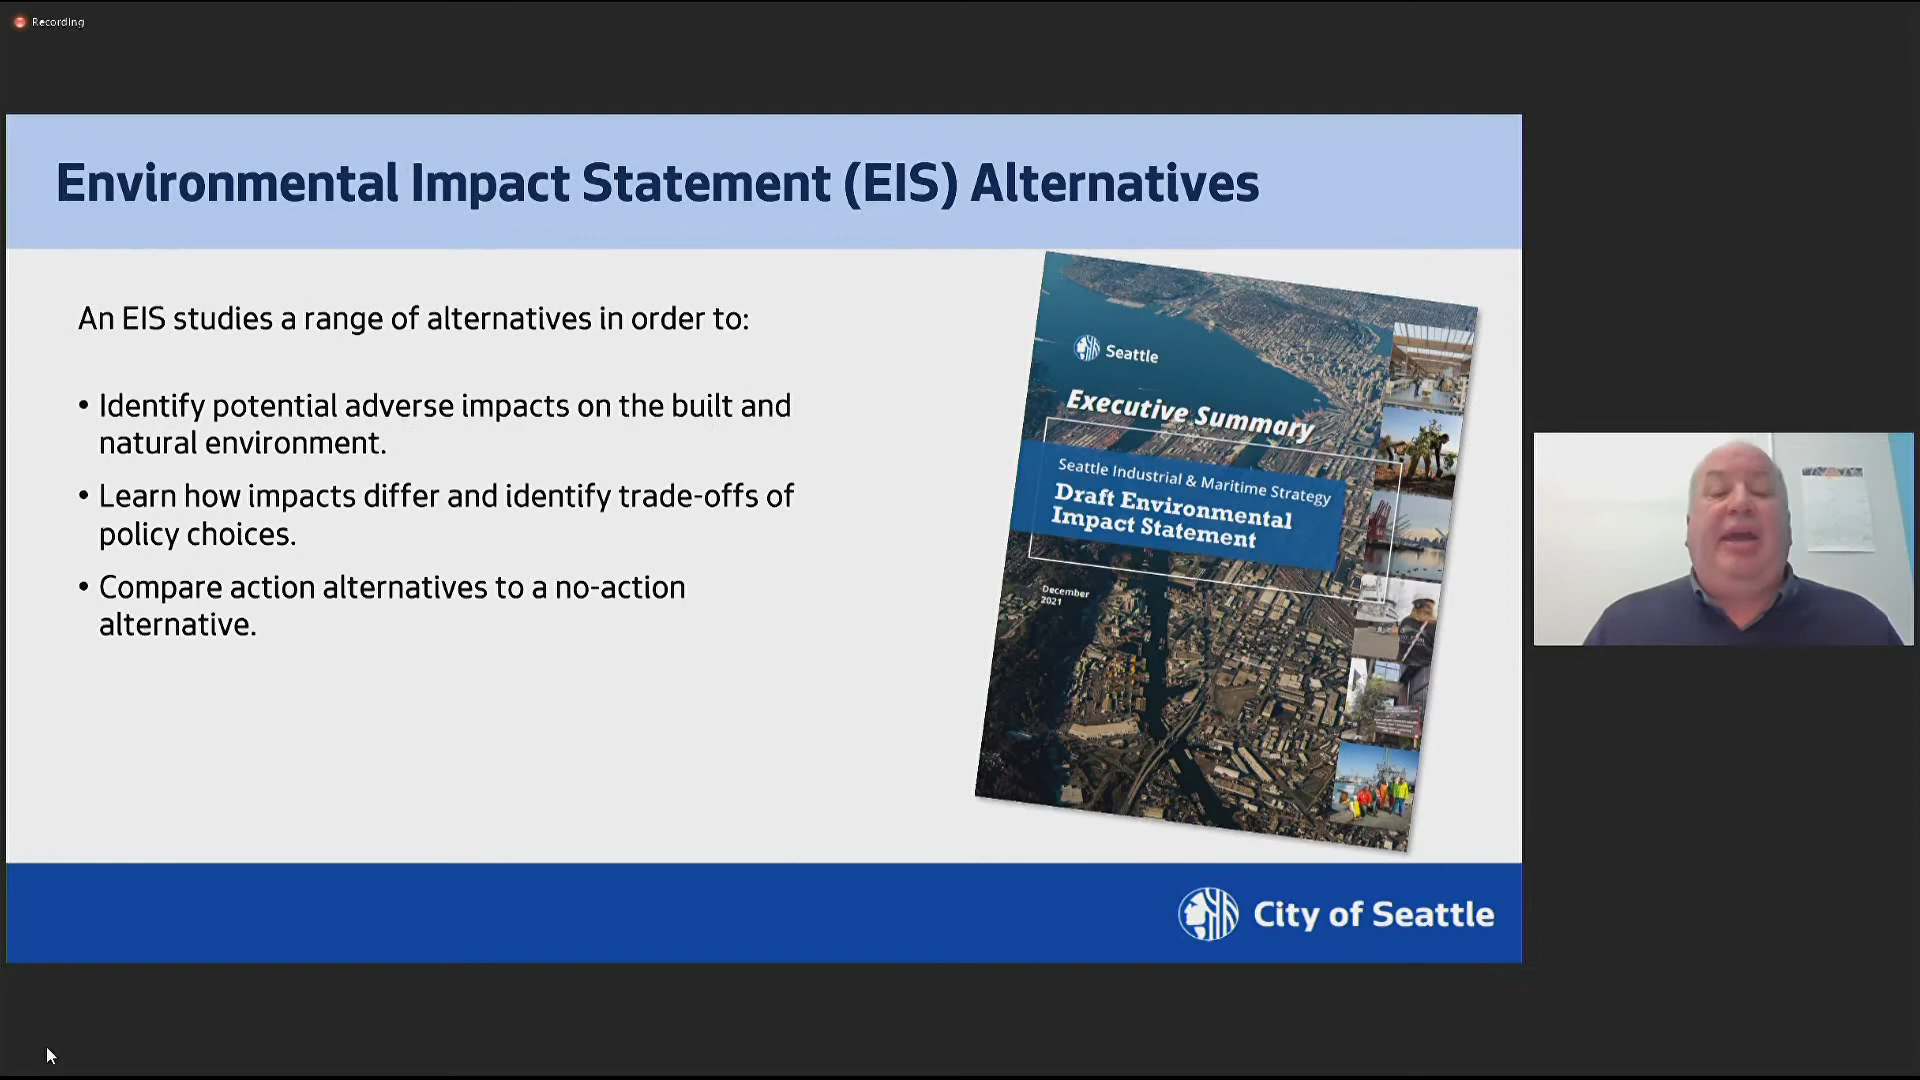 Recording
Environmental Impact Statement (EIS) Alternatives
An EIS studies a range of alternatives in order to:
• Identify potential adverse impacts on the built and
natural environment.
• Learn how impacts differ and identify trade-offs of
policy choices.
• Compare action alternatives to a no-action
alternative.
Seattle
Executive Summary
Seattle Industrial & Maritime Strategy
Draft Environmental
Impact Statement
December
2021
City of Seattle